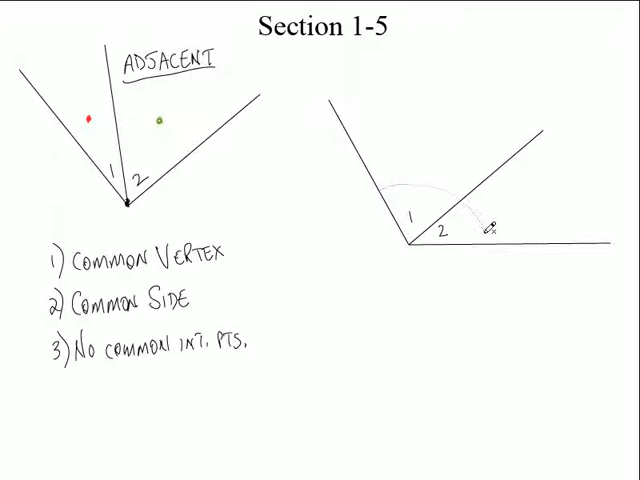 Section 1-5
ADJACENT
1 2
1) COMMON VERTEX
2) COMMON SIDE
3) NO COMMON INT. PTS.
1
2